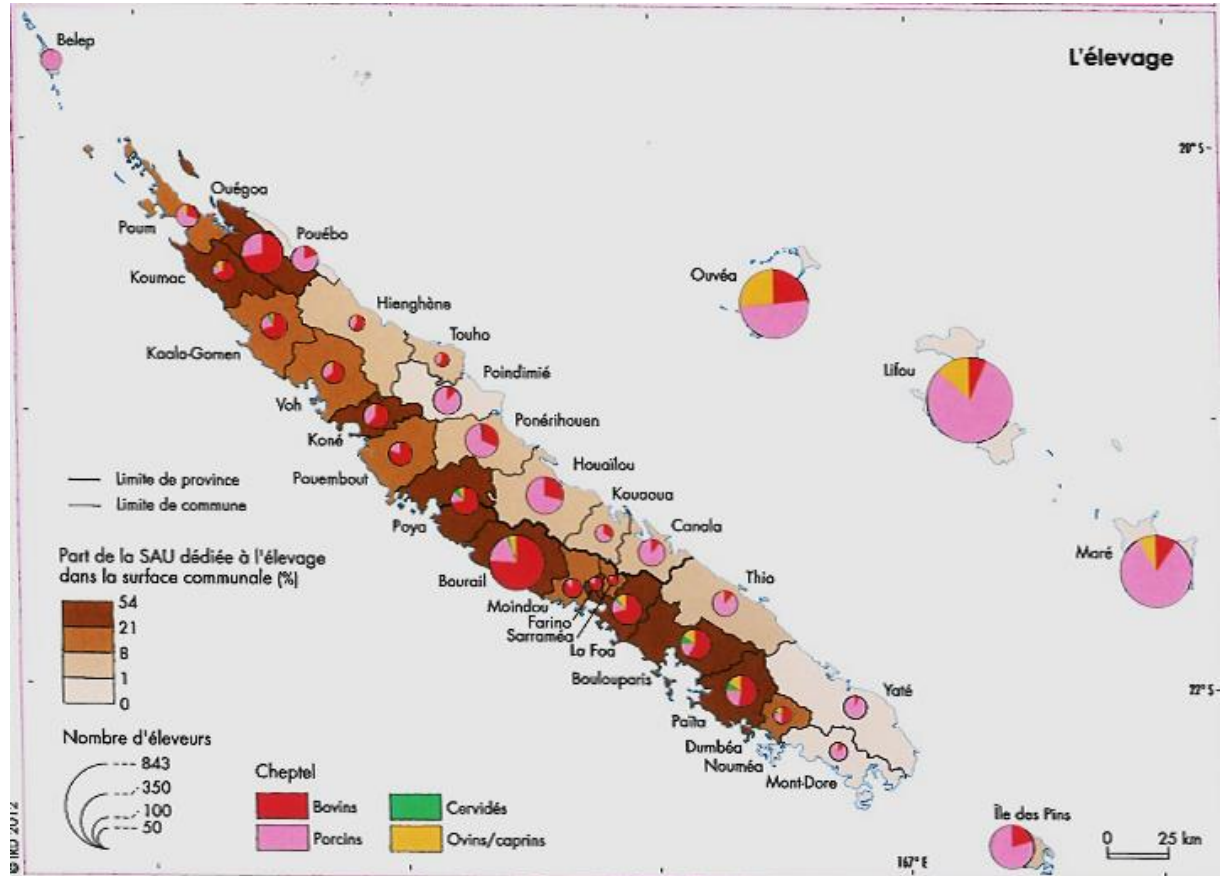 L'élevage
Belep
20° S
Ouégoa
Poum
Pouébo
Koumac
Hienghène
Ouvéa
Touho
Kaala-Gomen
Poindimié
Lifou
Voh
Ponérihouen
Koné
Houaïlou
Pouembout
Kouaoua
Limite de province
Limite de commune
Canala
Poya
Maré
Part de la SAU dédiée à l'élevage
dans la surface communale (%)
Thio
Bourail
54
Moindou
21
Farino
Sarraméa
8
La Foa
1
Boulouparis
0
Yaté
22° S
Païta
Nombre d'éleveurs
Dumbéa
Nouméa
843
Cheptel
Mont-Dore
350
Bovins
Cervidés
Île des Pins
100
50
Porcins
Ovins/caprins
0 25 km
167° E
© IRD 2012